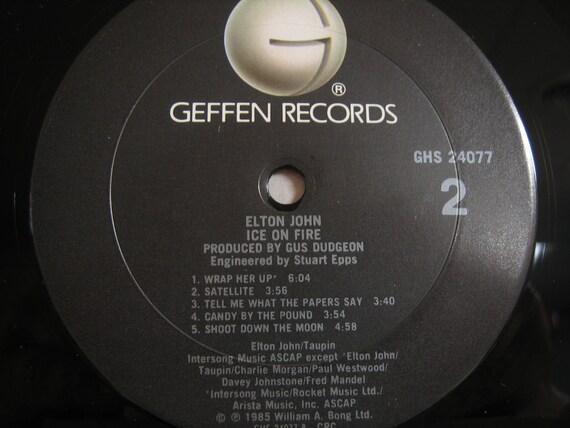 ®
GEFFEN RECORDS
GHS 24077
2
ELTON JOHN
ICE ON FIRE
PRODUCED BY GUS DUDGEON
Engineered by Stuart Epps
1. WRAP HER UP* 6:04
2. SATELLITE 3:56
3. TELL ME WHAT THE PAPERS SAY 3:40
4. CANDY BY THE POUND 3:54
5. SHOOT DOWN THE MOON 4:58
Elton John/Taupin
Intersong Music ASCAP except *Elton John/
Taupin/Charlie Morgan/Paul Westwood/
Davey Johnstone/Fred Mandel
*Intersong Music/Rocket Music Ltd./
Arista Music, Inc. ASCAP
© ℗ 1985 William A. Bong Ltd.
GHS 24077 B CRC